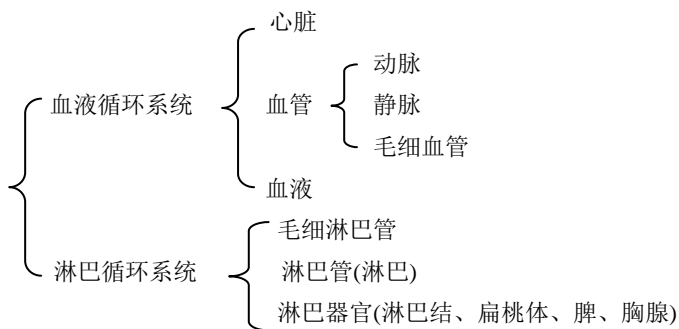 心脏
动脉
血液循环系统
血管
静脉
毛细血管
血液
毛细淋巴管
淋巴循环系统
淋巴管(淋巴)
淋巴器官(淋巴结、扁桃体、脾、胸腺)